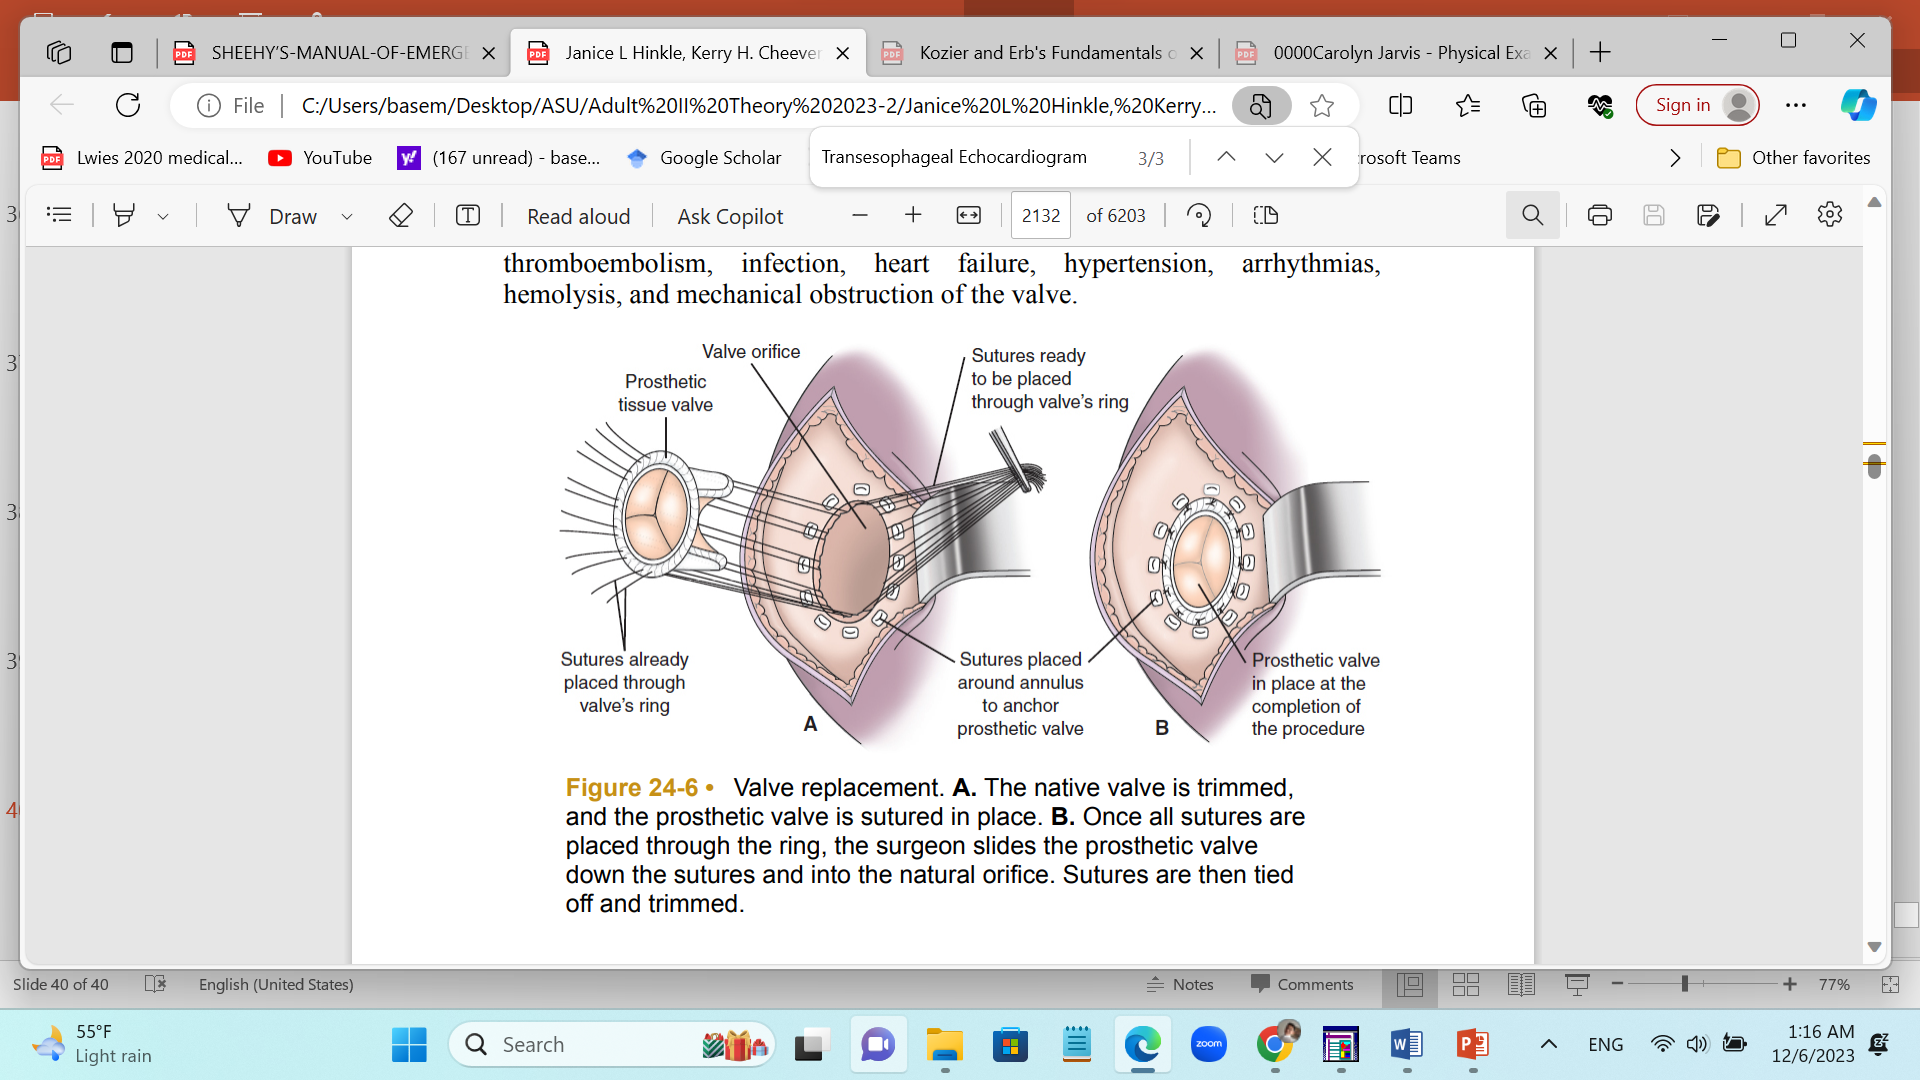 SHEEHY'S-MANUAL-OF-EMERGE
Janice L Hinkle, Kerry H. Cheever
Kozier and Erb's Fundamentals o
0000Carolyn Jarvis - Physical Exa
File
C:/Users/basem/Desktop/ASU/Adult%20II%20Theory%202023-2/Janice%20L%20Hinkle,%20Kerry...
Sign in
Lwies 2020 medical...
YouTube
(167 unread) - base...
Google Scholar
Transesophageal Echocardiogram
3/3
rosoft Teams
Other favorites
Draw
Read aloud
Ask Copilot
2132
of 6203
thromboembolism, infection, heart failure, hypertension, arrhythmias,
hemolysis, and mechanical obstruction of the valve.
Valve orifice
Prosthetic
tissue valve
Sutures ready
to be placed
through valve's ring
Sutures already
placed through
valve's ring
A
Sutures placed
around annulus
to anchor
prosthetic valve
B
Prosthetic valve
in place at the
completion of
the procedure
Figure 24-6 • Valve replacement. A. The native valve is trimmed,
and the prosthetic valve is sutured in place. B. Once all sutures are
placed through the ring, the surgeon slides the prosthetic valve
down the sutures and into the natural orifice. Sutures are then tied
off and trimmed.
Slide 40 of 40
English (United States)
Notes
Comments
77%
55°F
Light rain
Search
zoom
ENG
1:16 AM
12/6/2023